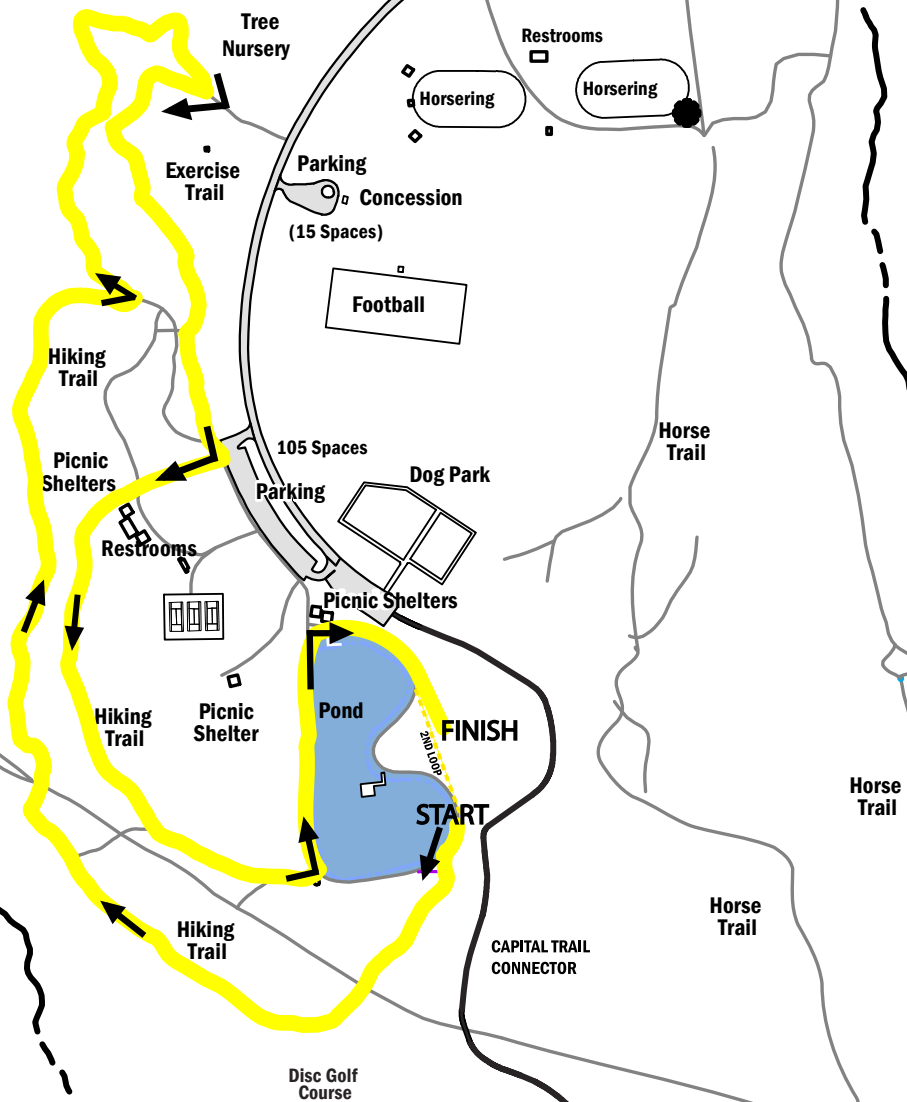 Tree
Nursery
Restrooms
Horsering
Horsering
Exercise
Trail
Parking
Concession
(15 Spaces)
Football
Hiking
Trail
Horse
Trail
105 Spaces
Picnic
Shelters
Dog Park
Parking
Restrooms
Picnic Shelters
Hiking
Trail
Picnic
Shelter
Pond
FINISH
2ND LOOP
START
Horse
Trail
Hiking
Trail
Horse
Trail
CAPITAL TRAIL
CONNECTOR
Disc Golf
Course